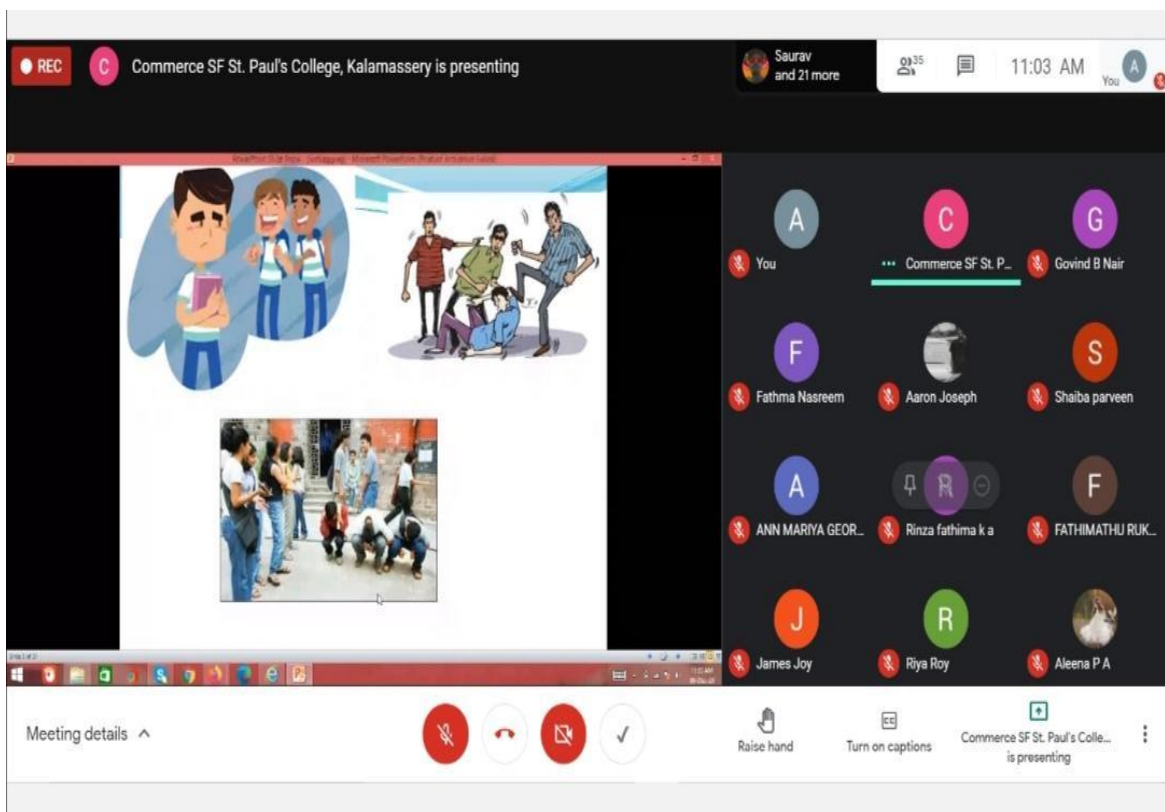 REC
C
Commerce SF St. Paul's College, Kalamassery is presenting
Saurav
and 21 more
35
11:03 AM
You
A
A
You
C
Commerce SF St. P...
G
Govind B Nair
F
Fathma Nasreem
Aaron Joseph
S
Shaiba parveen
A
ANN MARIYA GEOR...
R
Rinza fathima k a
F
FATHIMATHU RUK...
J
James Joy
R
Riya Roy
Aleena P A
Meeting details
Raise hand
CC
Turn on captions
Commerce SF St. Paul's Colle...
is presenting